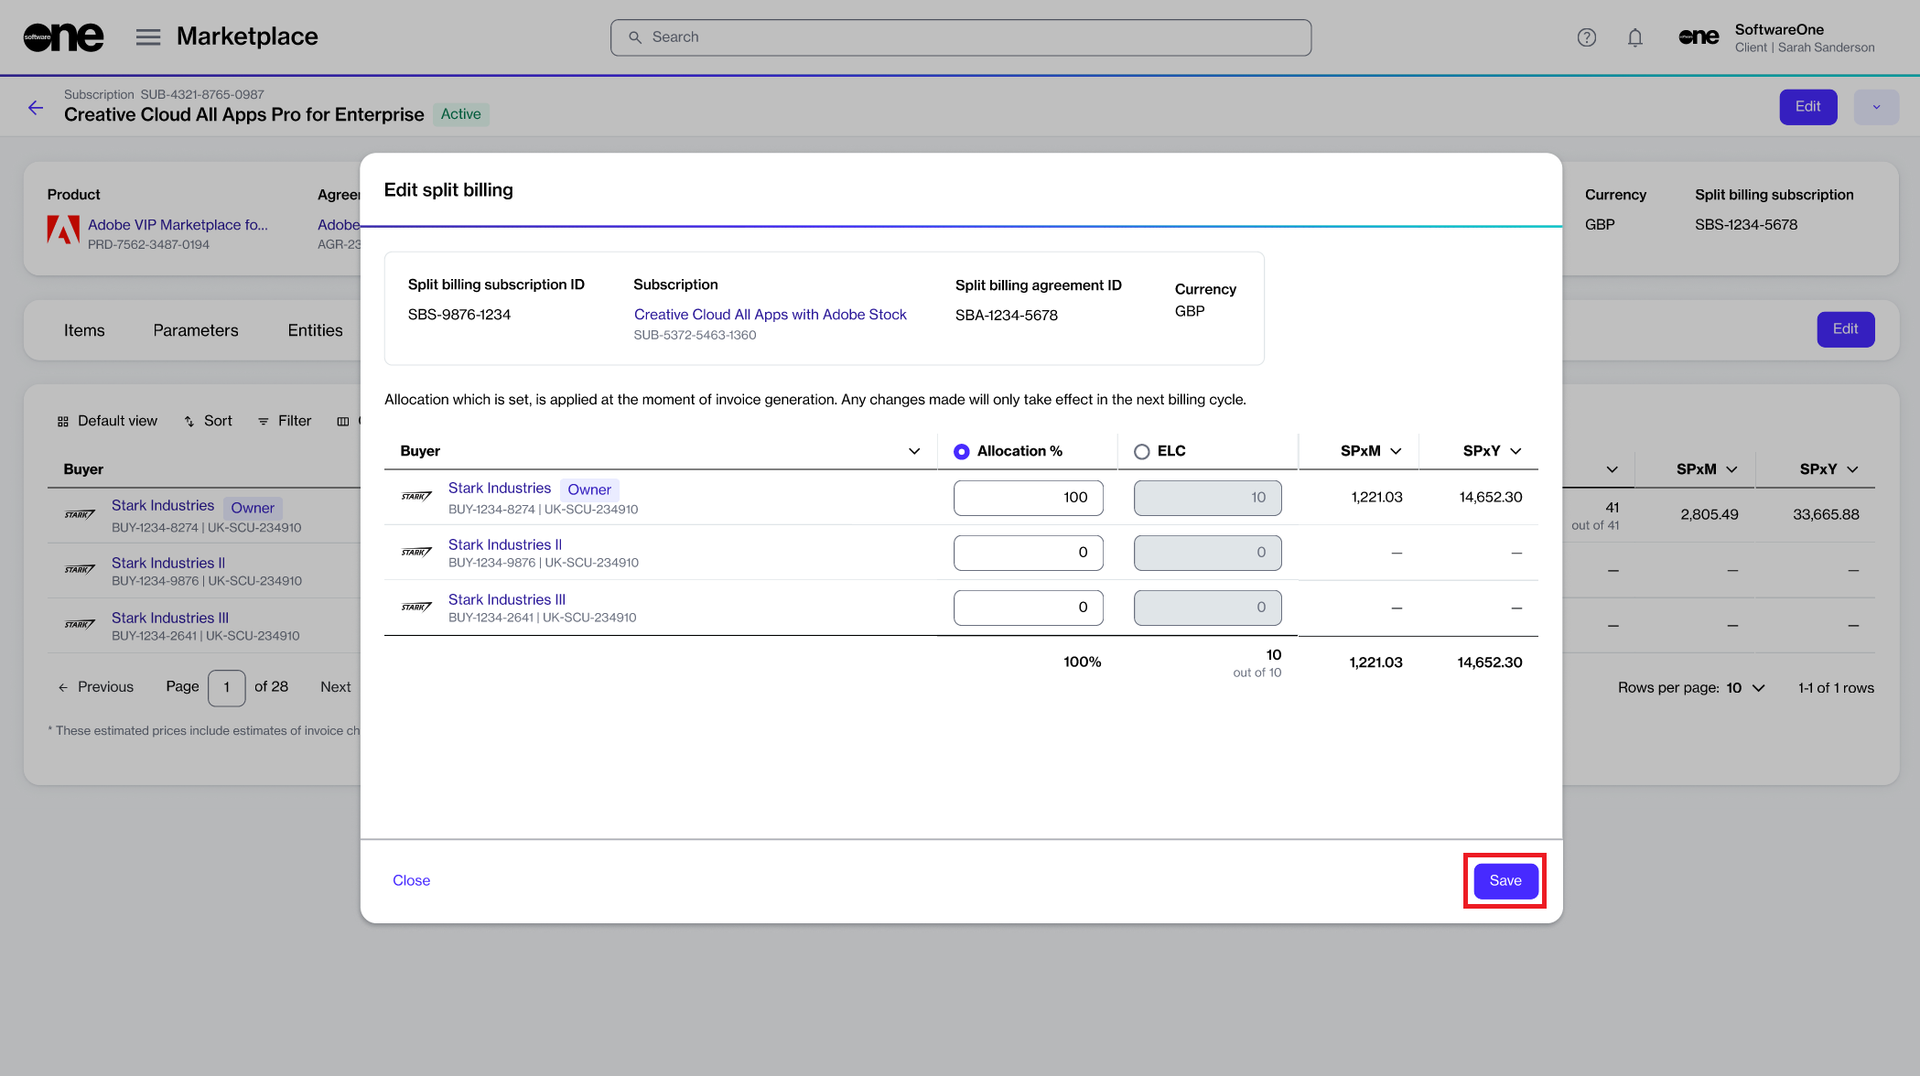 software one
Marketplace
Search
one
SoftwareOne
Client | Sarah Sanderson
Subscription SUB-4321-8765-0987
Creative Cloud All Apps Pro for Enterprise
Active
Edit
Product
Adobe VIP Marketplace fo...
PRD-7562-3487-0194
Agreer
Adobe
AGR-23
Currency
GBP
Split billing subscription
SBS-1234-5678
Items
Parameters
Entities
Edit
Default view
Sort
Filter
Buyer
SPxM
SPxY
STARK
Stark Industries
Owner
BUY-1234-8274 | UK-SCU-234910
41
out of 41
2,805.49
33,665.88
STARK
Stark Industries II
BUY-1234-9876 | UK-SCU-234910
—
—
—
STARK
Stark Industries III
BUY-1234-2641 | UK-SCU-234910
—
—
—
Previous
Page
1
of 28
Next
Rows per page: 10
1-1 of 1 rows
* These estimated prices include estimates of invoice ch
Edit split billing
Split billing subscription ID
SBS-9876-1234
Subscription
Creative Cloud All Apps with Adobe Stock
SUB-5372-5463-1360
Split billing agreement ID
SBA-1234-5678
Currency
GBP
Allocation which is set, is applied at the moment of invoice generation. Any changes made will only take effect in the next billing cycle.
Buyer
Allocation %
ELC
SPxM
SPxY
STARK
Stark Industries
Owner
BUY-1234-8274 | UK-SCU-234910
100
10
1,221.03
14,652.30
STARK
Stark Industries II
BUY-1234-9876 | UK-SCU-234910
0
0
—
—
STARK
Stark Industries III
BUY-1234-2641 | UK-SCU-234910
0
0
—
—
100%
10
out of 10
1,221.03
14,652.30
Close
Save